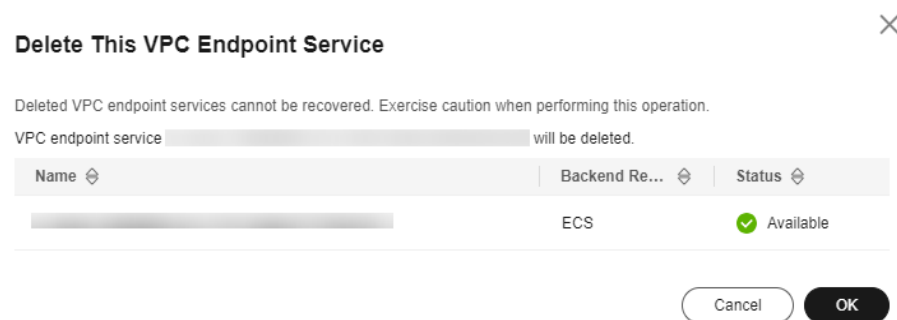 Delete This VPC Endpoint Service
Deleted VPC endpoint services cannot be recovered. Exercise caution when performing this operation.
VPC endpoint service will be deleted.
Name Backend Re... Status
ECS Available
Cancel OK